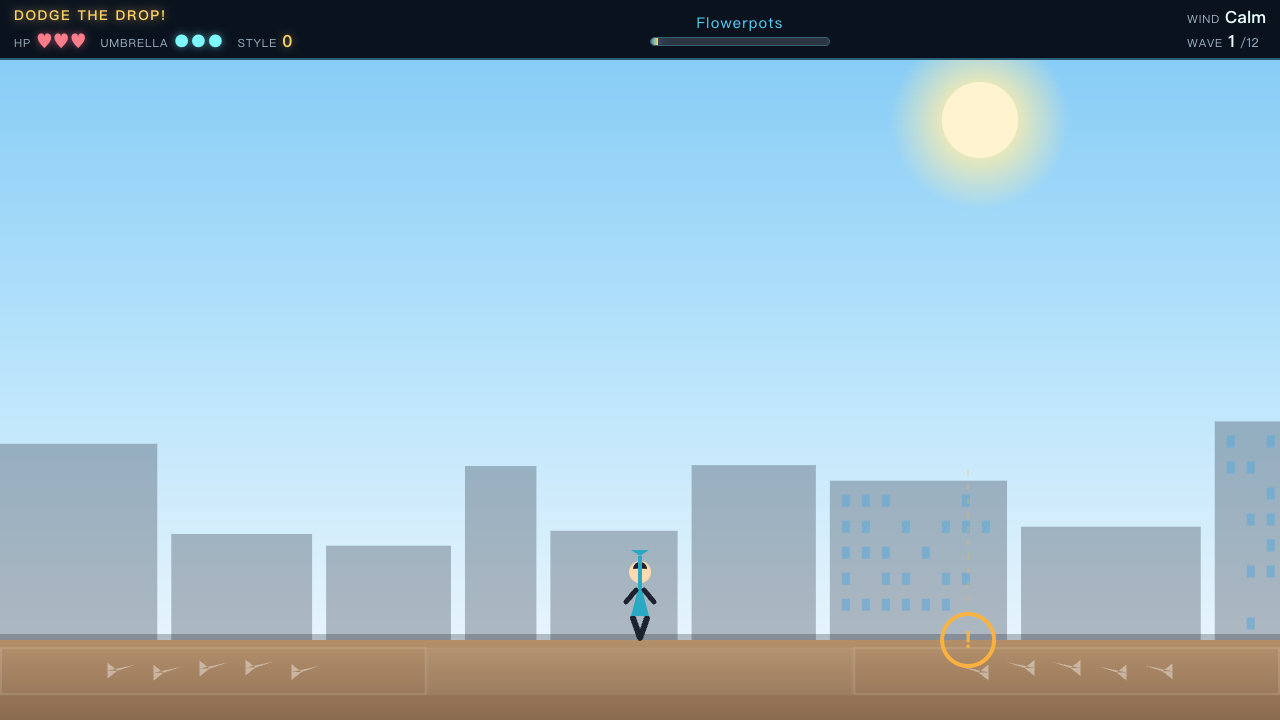 DODGE THE DROP!
HP UMBRELLA STYLE 0
Flowerpots
WIND Calm
WAVE 1 /12
!